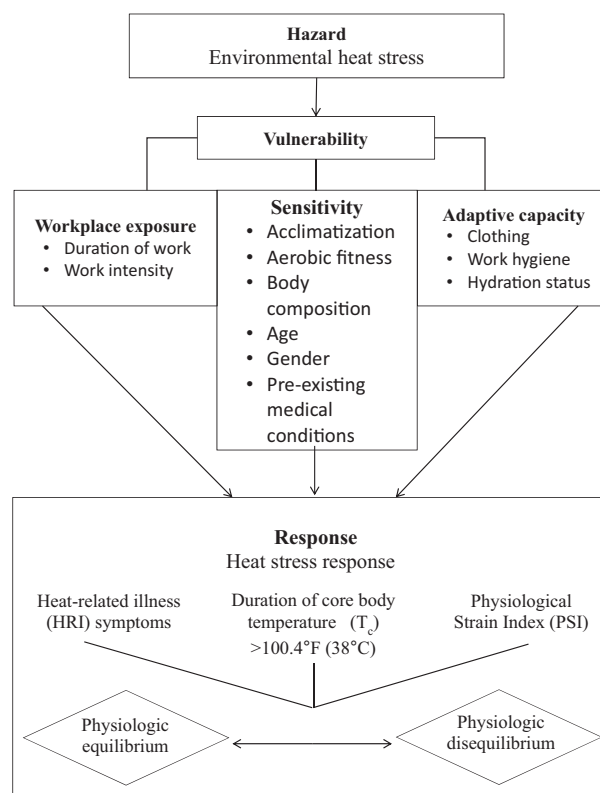 Hazard
Environmental heat stress
Vulnerability
Workplace exposure
• Duration of work
• Work intensity
Sensitivity
• Acclimatization
• Aerobic fitness
• Body
composition
• Age
• Gender
• Pre-existing
medical
conditions
Adaptive capacity
• Clothing
• Work hygiene
• Hydration status
Response
Heat stress response
Heat-related illness
(HRI) symptoms
Duration of core body
temperature (Tc)
>100.4°F (38°C)
Physiological
Strain Index (PSI)
Physiologic
equilibrium
Physiologic
disequilibrium